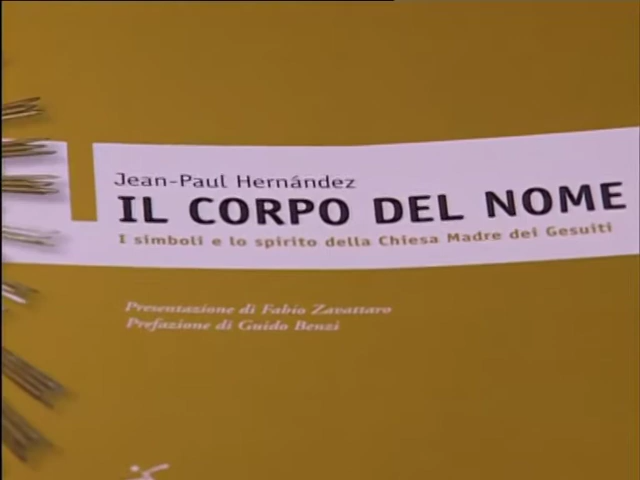 Jean-Paul Hernández
IL CORPO DEL NOME
I simboli e lo spirito della Chiesa Madre dei Gesuiti
Presentazione di Fabio Zavattaro
Prefazione di Guido Benzi